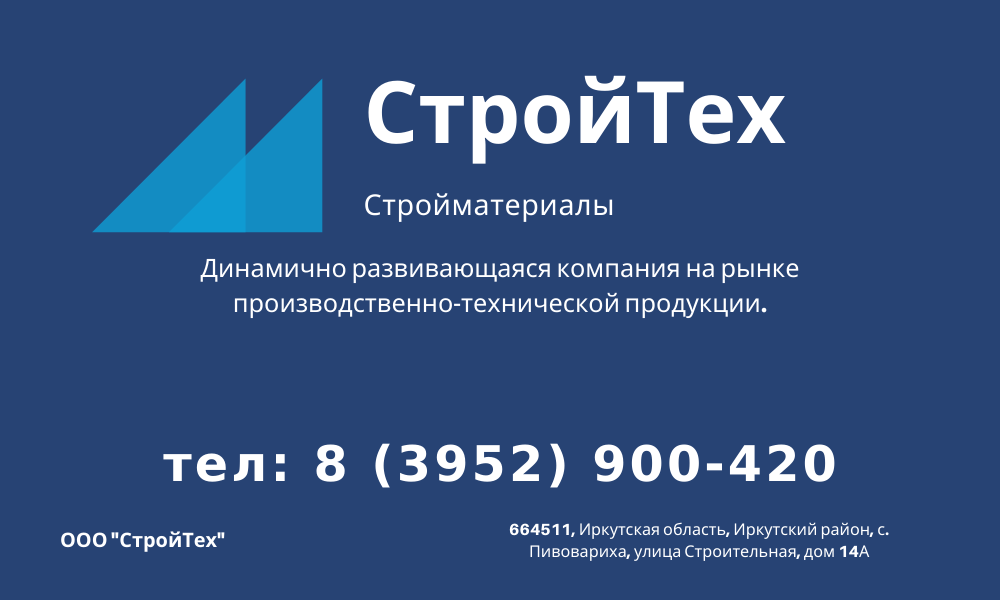 СтройТех
Стройматериалы
Динамично развивающаяся компания на рынке
производственно-технической продукции.
тел: 8 (3952) 900-420
ООО "СтройТех"
664511, Иркутская область, Иркутский район, с.
Пивовариха, улица Строительная, дом 14А